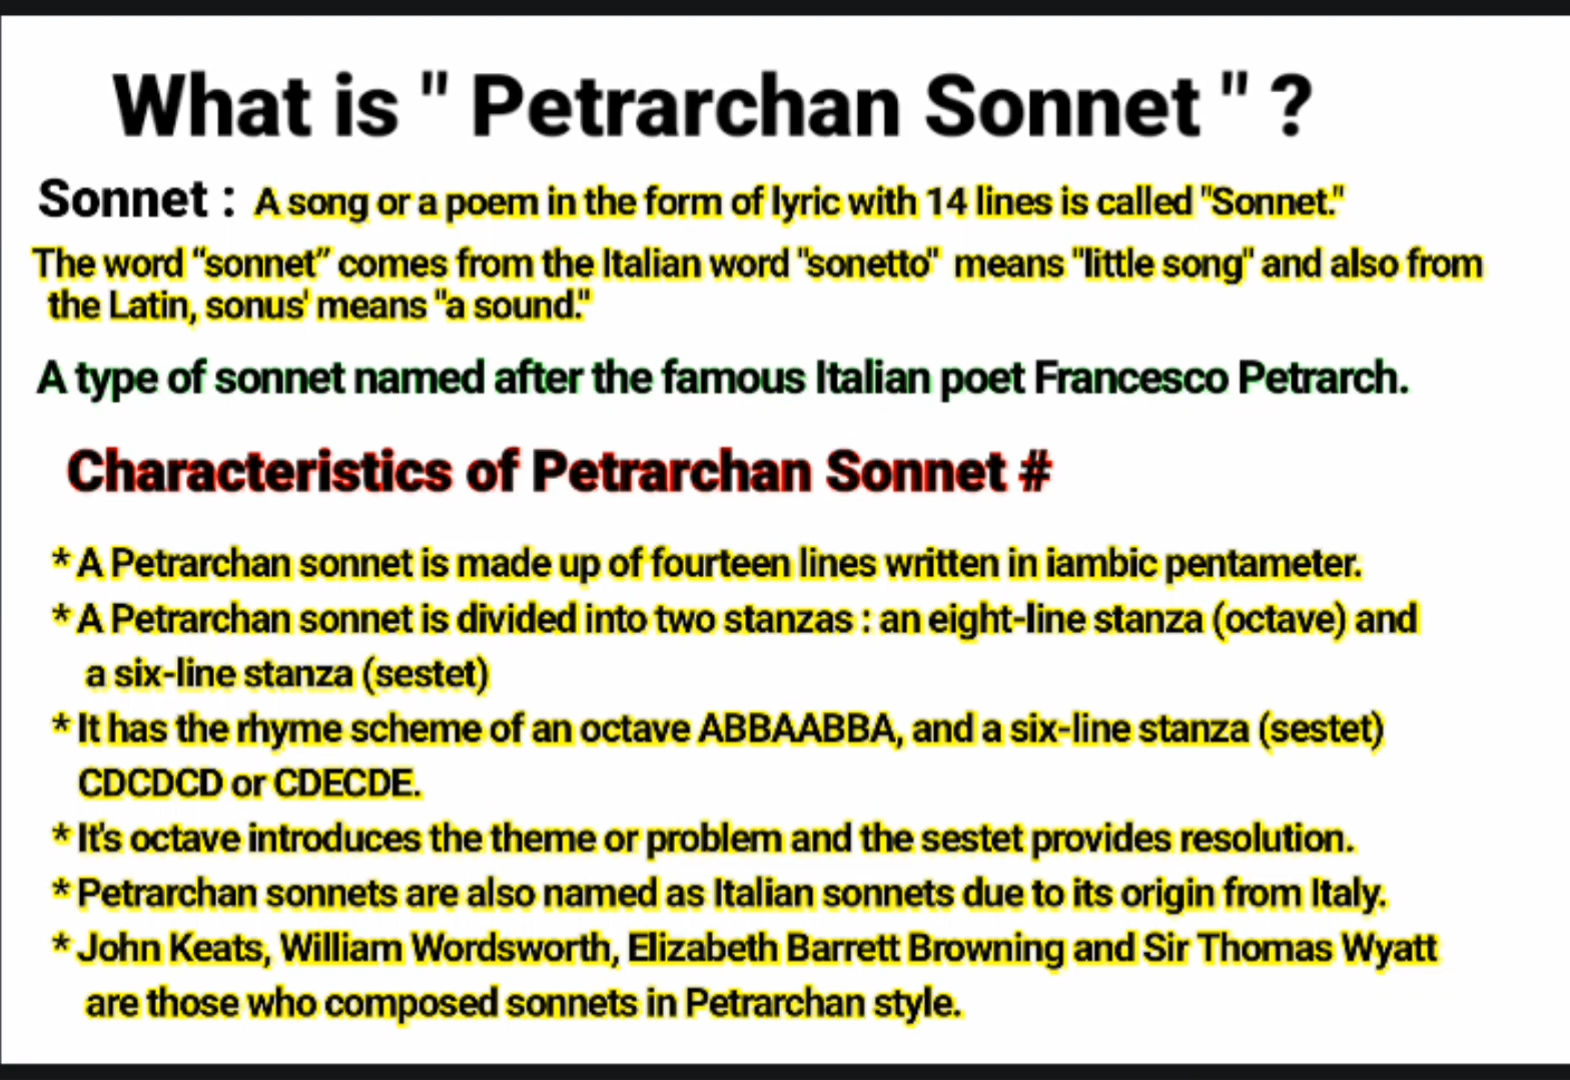 What is " Petrarchan Sonnet " ?
Sonnet : A song or a poem in the form of lyric with 14 lines is called "Sonnet."
The word “sonnet” comes from the Italian word "sonetto" means "little song" and also from
the Latin, sonus' means "a sound."
A type of sonnet named after the famous Italian poet Francesco Petrarch.
Characteristics of Petrarchan Sonnet #
* A Petrarchan sonnet is made up of fourteen lines written in iambic pentameter.
* A Petrarchan sonnet is divided into two stanzas : an eight-line stanza (octave) and
a six-line stanza (sestet)
* It has the rhyme scheme of an octave ABBAABBA, and a six-line stanza (sestet)
CDCDCD or CDECDE.
* It's octave introduces the theme or problem and the sestet provides resolution.
* Petrarchan sonnets are also named as Italian sonnets due to its origin from Italy.
* John Keats, William Wordsworth, Elizabeth Barrett Browning and Sir Thomas Wyatt
are those who composed sonnets in Petrarchan style.